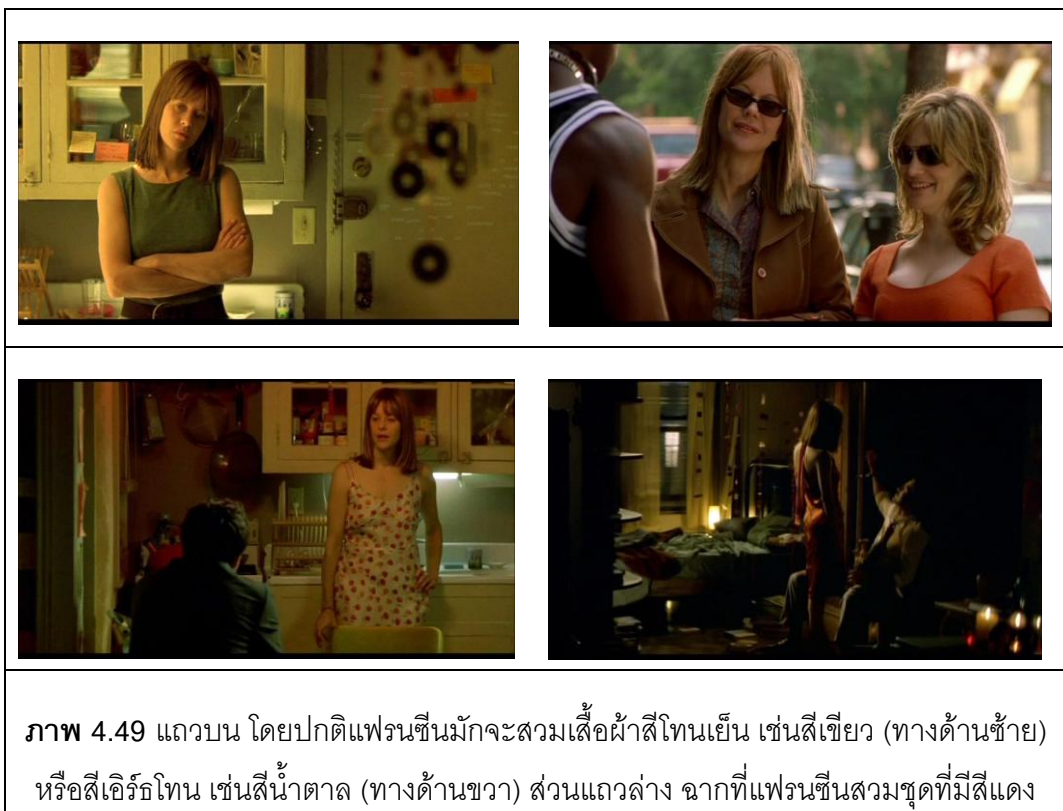 ภาพ 4.49 แถวบน โดยปกติแฟรนซีนมักจะสวมเสื้อผ้าสีโทนเย็น เช่นสีเขียว (ทางด้านซ้าย)
หรือสีเอิร์ธโทน เช่นสีน้ำตาล (ทางด้านขวา) ส่วนแถวล่าง ฉากที่แฟรนซีนสวมชุดที่มีสีแดง